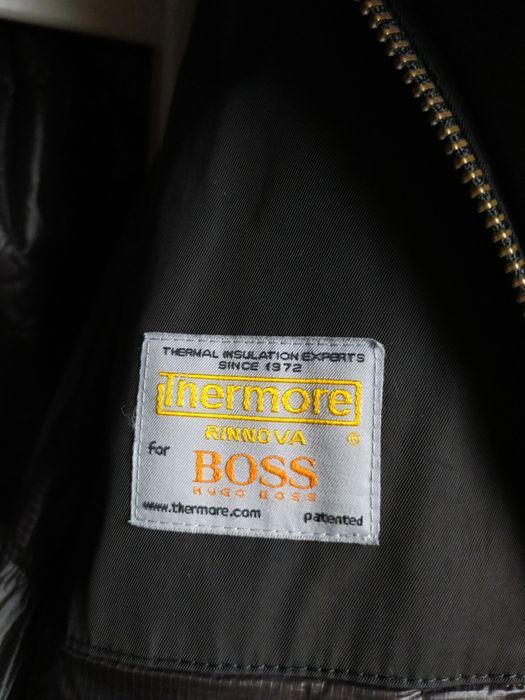 THERMAL INSULATION EXPERTS
SINCE 1972
Thermore
RINNOVA ®
for BOSS
HUGO BOSS
www.thermore.com patented